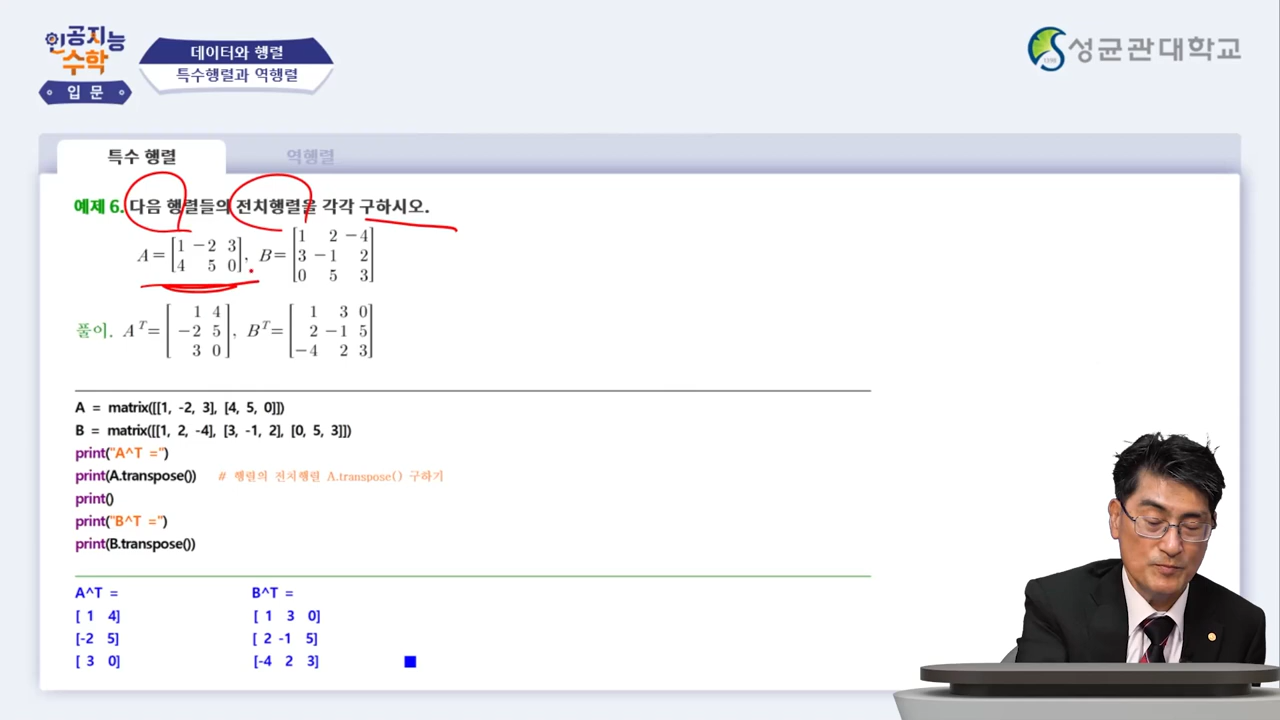 인공지능
수학
입문
데이터와 행렬
특수행렬과 역행렬
성균관대학교
특수 행렬
역행렬
예제 6. 다음 행렬들의 전치행렬을 각각 구하시오.
A = [1 −2 3; 4 5 0], B = [1 2 −4; 3 −1 2; 0 5 3]
풀이. A^T = [1 4; −2 5; 3 0], B^T = [1 3 0; 2 −1 5; −4 2 3]
A = matrix([[1, -2, 3], [4, 5, 0]])
B = matrix([[1, 2, -4], [3, -1, 2], [0, 5, 3]])
print("A^T =")
print(A.transpose()) # 행렬의 전치행렬 A.transpose() 구하기
print()
print("B^T =")
print(B.transpose())
A^T = B^T =
[ 1 4] [ 1 3 0]
[-2 5] [ 2 -1 5]
[ 3 0] [-4 2 3]